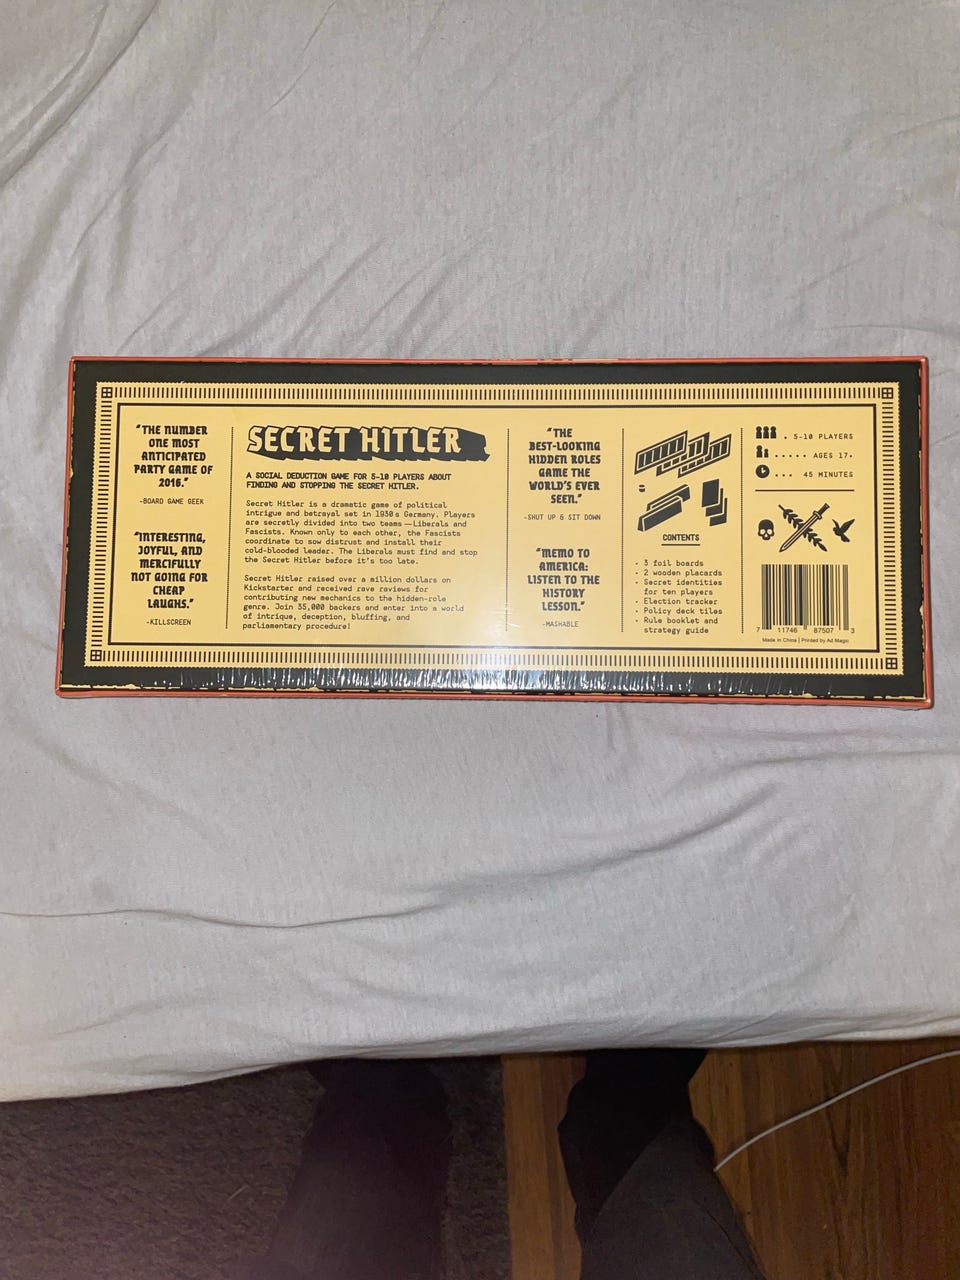 "THE NUMBER
ONE MOST
ANTICIPATED
PARTY GAME OF
2016."
-BOARD GAME GEEK
"INTERESTING,
JOYFUL, AND
MERCIFULLY
NOT GOING FOR
CHEAP
LAUGHS."
-KILLSCREEN
SECRET HITLER
A SOCIAL DEDUCTION GAME FOR 5-10 PLAYERS ABOUT
FINDING AND STOPPING THE SECRET HITLER.
Secret Hitler is a dramatic game of political
intrigue and betrayal set in 1930s Germany. Players
are secretly divided into two teams—Liberals and
Fascists. Known only to each other, the Fascists
coordinate to sow distrust and install their
cold-blooded leader. The Liberals must find and stop
the Secret Hitler before it's too late.
Secret Hitler raised over a million dollars on
Kickstarter and received rave reviews for
contributing new mechanics to the hidden-role
genre. Join 35,000 backers and enter into a world
of intrigue, deception, bluffing, and
parliamentary procedure!
"THE
BEST-LOOKING
HIDDEN ROLES
GAME THE
WORLD'S EVER
SEEN."
-SHUT UP & SIT DOWN
"MEMO TO
AMERICA:
LISTEN TO THE
HISTORY
LESSON."
-MASHABLE
CONTENTS
• 3 foil boards
• 2 wooden placards
• Secret identities
for ten players
• Election tracker
• Policy deck tiles
• Rule booklet and
strategy guide
. 5-10 PLAYERS
..... AGES 17+
... 45 MINUTES
7 11746 87507 3
Made in China | Printed by Ad Magic